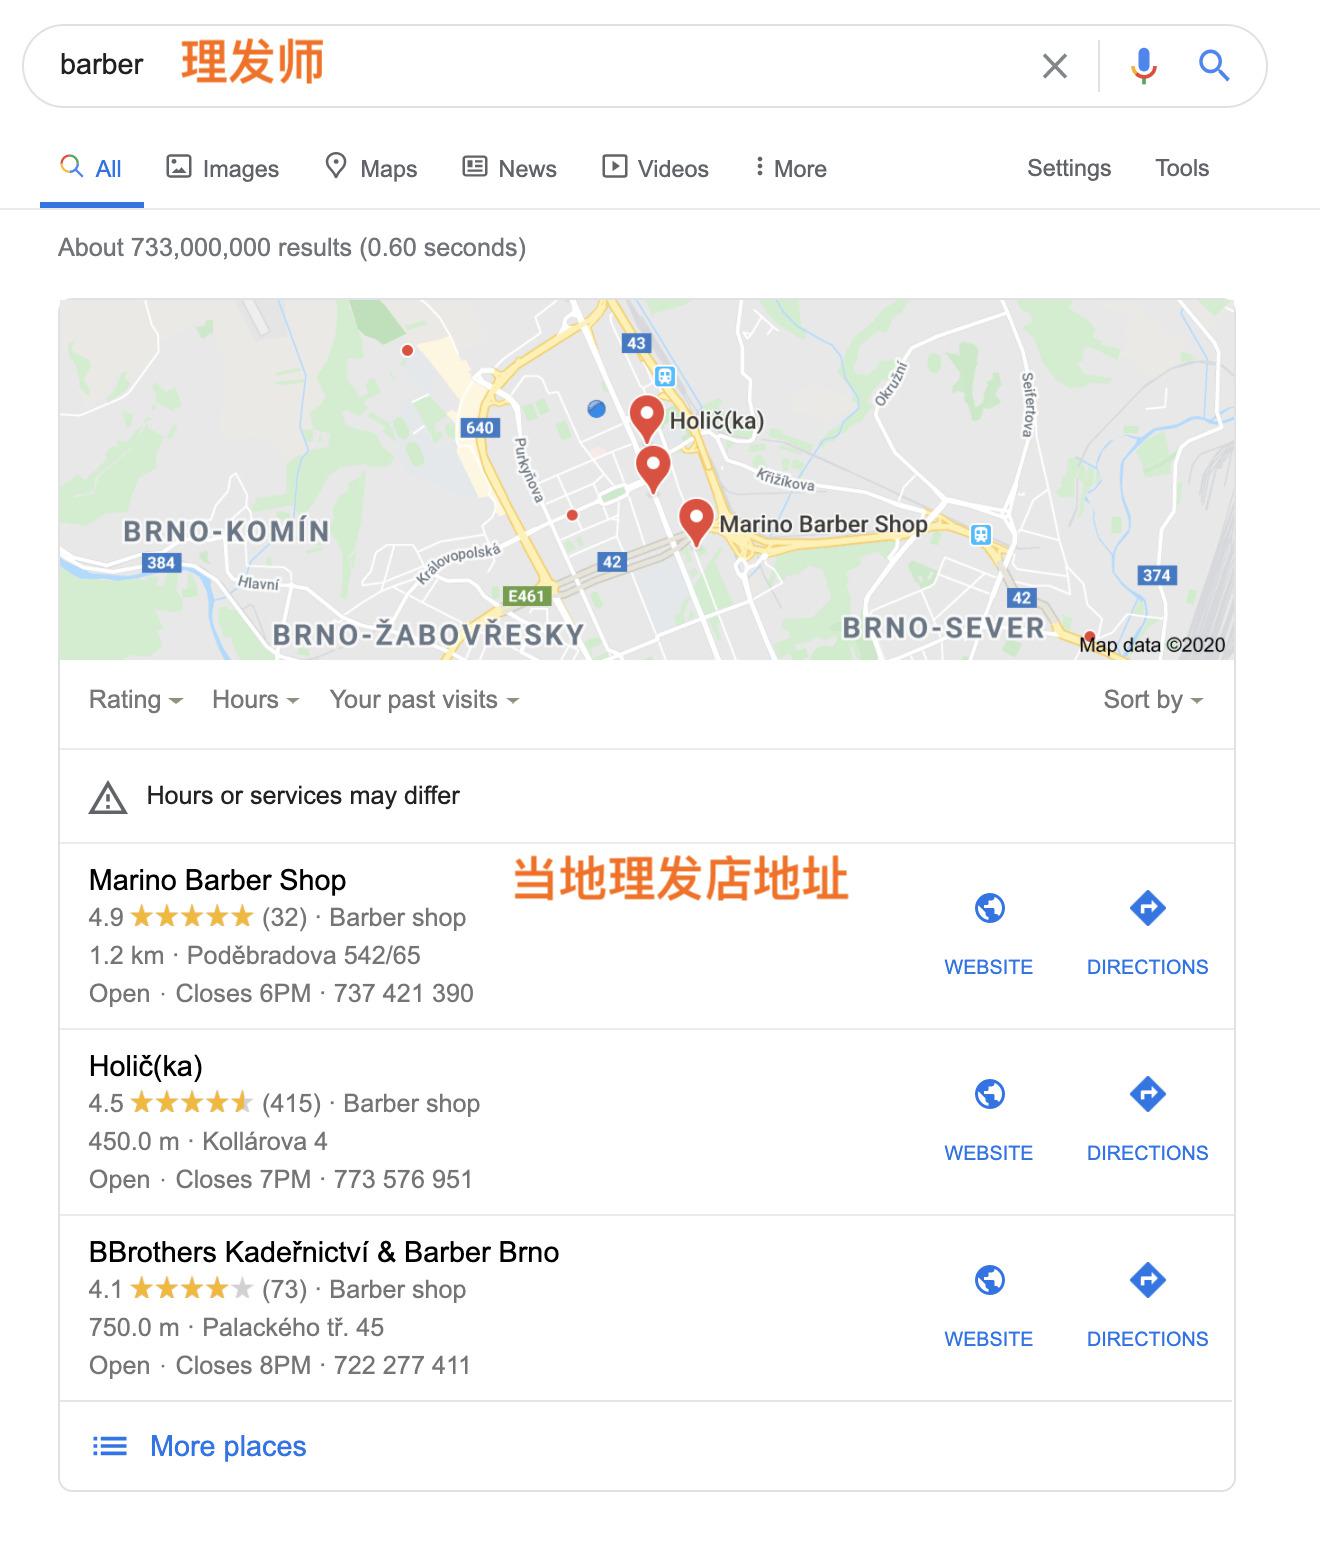 barber 理发师
All Images Maps News Videos More Settings Tools
About 733,000,000 results (0.60 seconds)
43
Holič(ka)
640
Purkyňova
Okružní
Seifertova
Křižíkova
Marino Barber Shop
BRNO-KOMÍN
384
Hlavní
Královopolská
42
374
E461
42
BRNO-ŽABOVŘESKY
BRNO-SEVER
Map data ©2020
Rating Hours Your past visits Sort by
Hours or services may differ
Marino Barber Shop
当地理发店地址
4.9 (32) · Barber shop
1.2 km · Poděbradova 542/65
Open · Closes 6PM · 737 421 390
WEBSITE DIRECTIONS
Holič(ka)
4.5 (415) · Barber shop
450.0 m · Kollárova 4
Open · Closes 7PM · 773 576 951
WEBSITE DIRECTIONS
BBrothers Kadeřnictví & Barber Brno
4.1 (73) · Barber shop
750.0 m · Palackého tř. 45
Open · Closes 8PM · 722 277 411
WEBSITE DIRECTIONS
More places